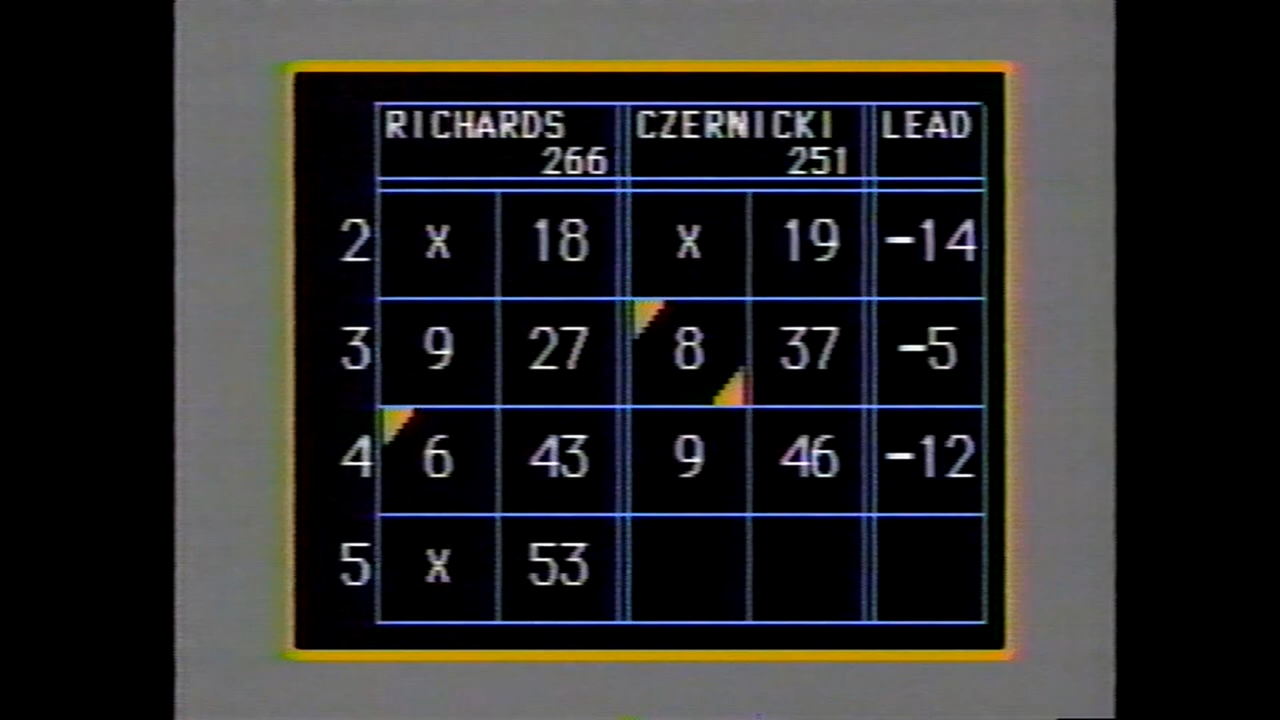 RICHARDS CZERNICKI LEAD
266 251
2 X 18 X 19 -14
3 9 27 8 37 -5
4 6 43 9 46 -12
5 X 53